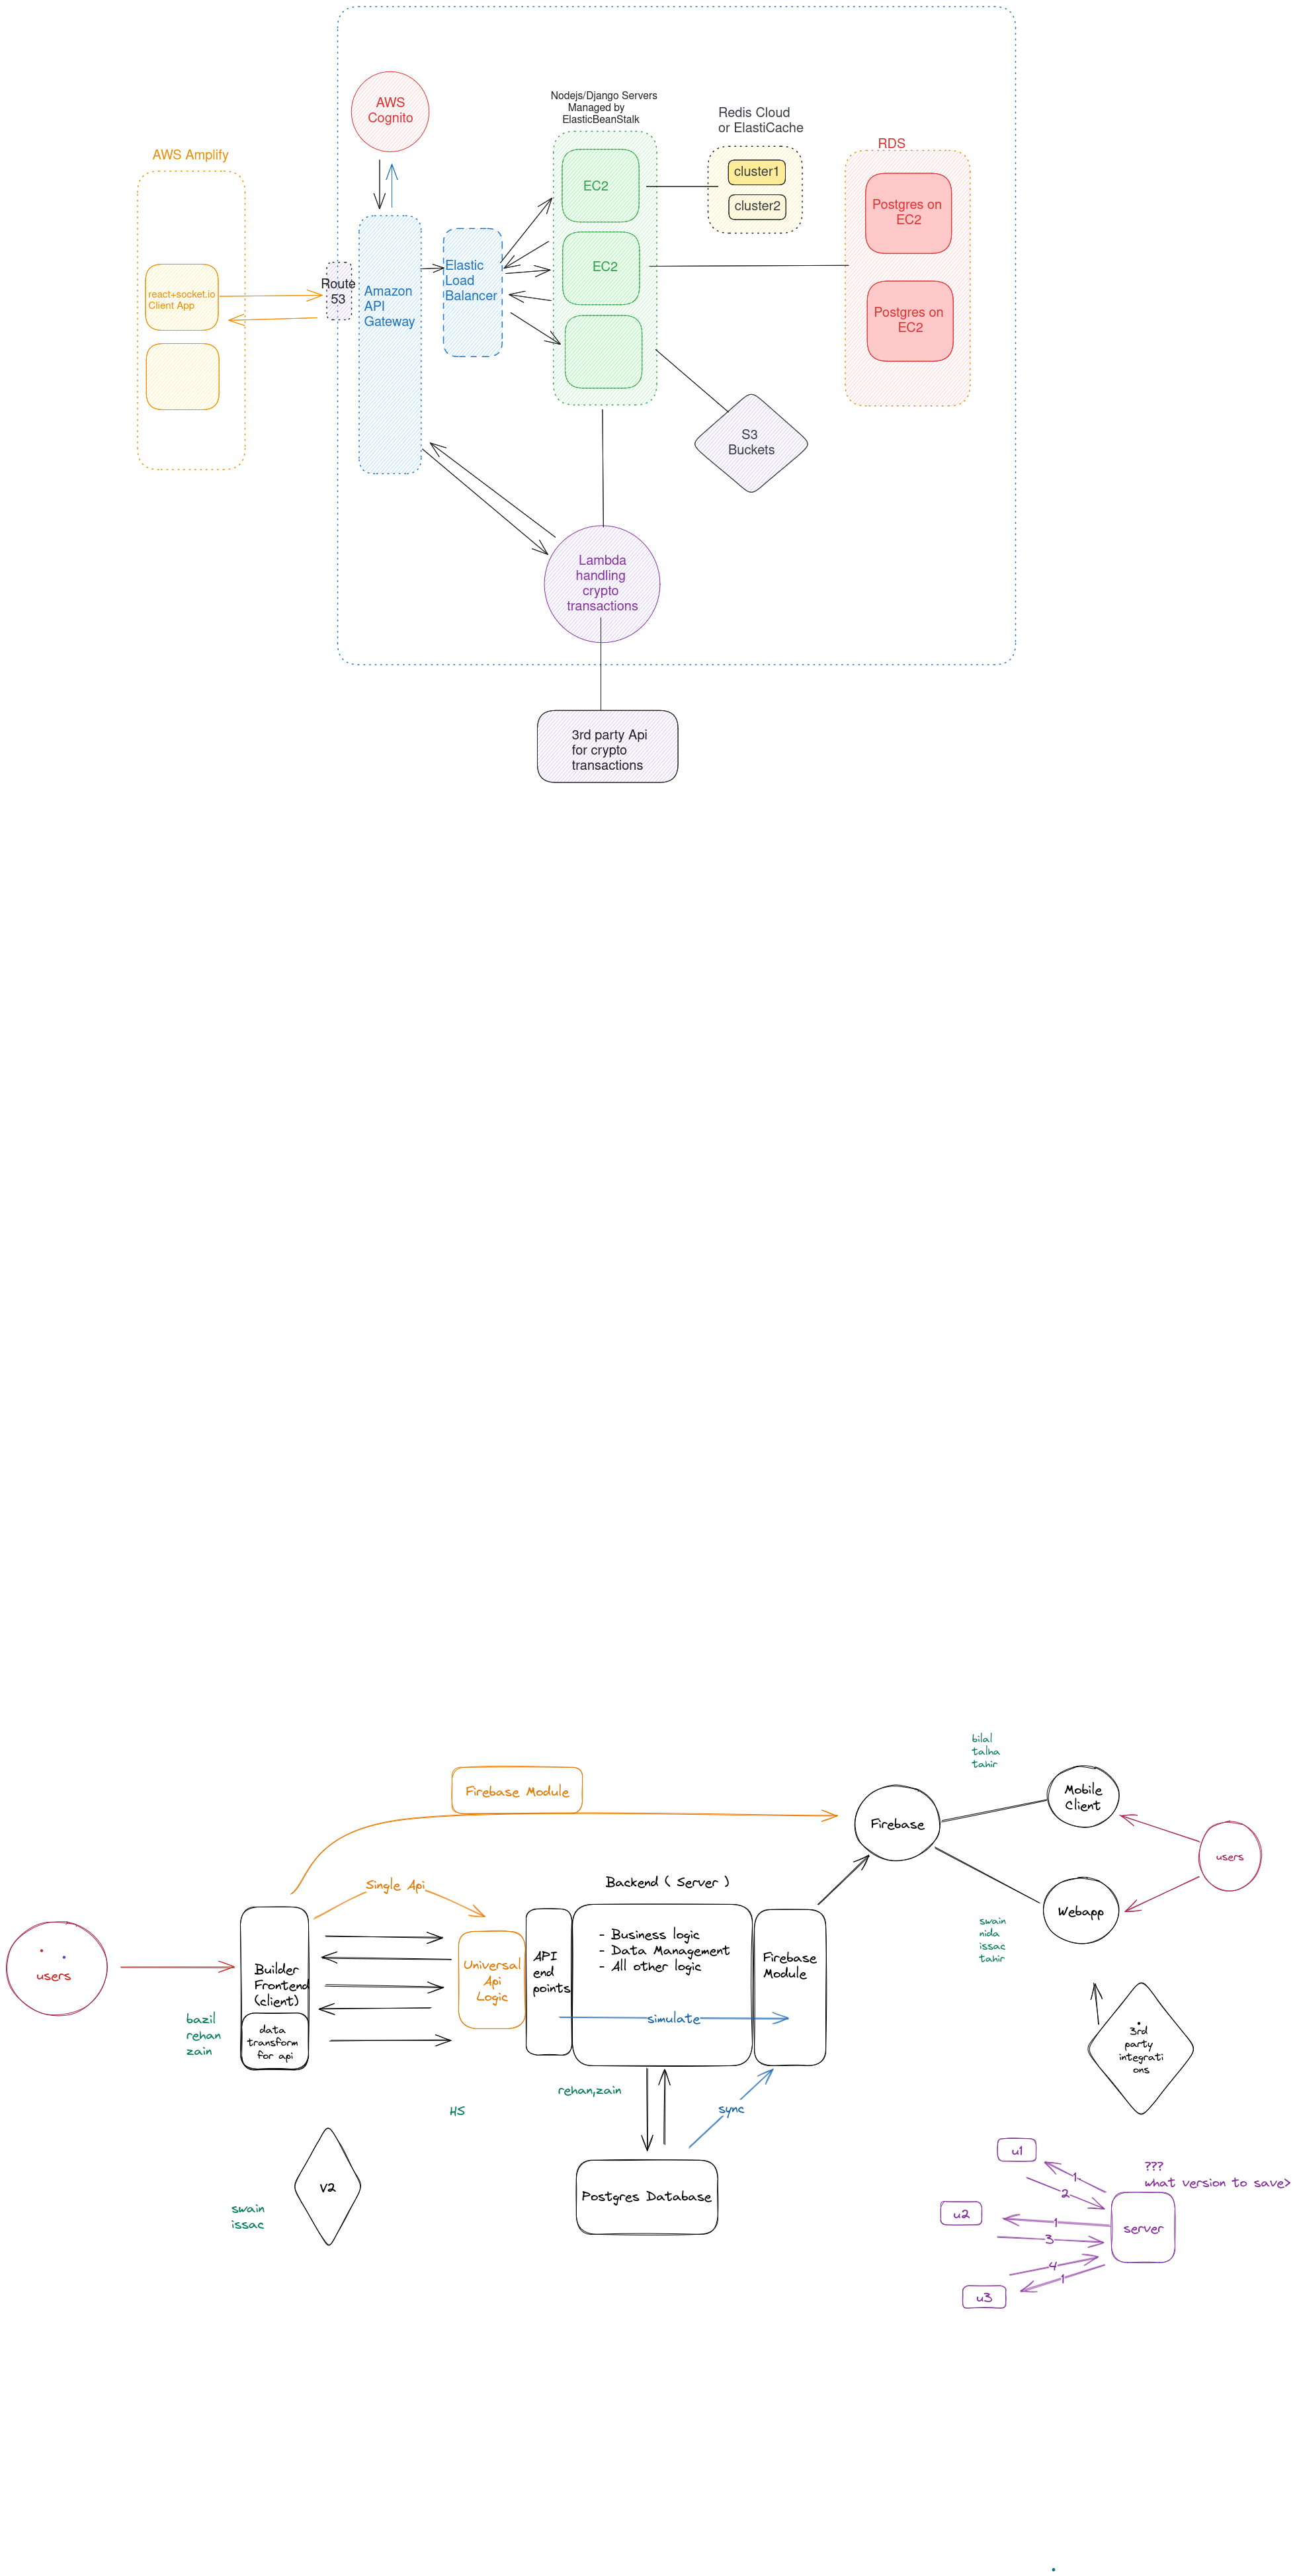 AWS
Cognito
Nodejs/Django Servers
Managed by
ElasticBeanStalk
Redis Cloud
or ElastiCache
cluster1
cluster2
RDS
AWS Amplify
EC2
Postgres on
EC2
Elastic
Load
Balancer
EC2
Route
53
react+socket.io
Client App
Amazon
API
Gateway
Postgres on
EC2
S3
Buckets
Lambda
handling
crypto
transactions
3rd party Api
for crypto
transactions
bilal
talha
tahir
Firebase Module
Mobile
Client
Firebase
users
Single Api
Backend ( Server )
Webapp
swain
nida
issac
tahir
- Business logic
- Data Management
- All other logic
API
end
points
Firebase
Module
Universal
Api
Logic
users
Builder
Frontend
(client)
bazil
rehan
zain
data
transform
for api
simulate
3rd
party
integrati
ons
rehan,zain
HS
sync
V2
swain
issac
Postgres Database
u1
???
what version to save>
1
2
u2
1
3
server
4
1
u3